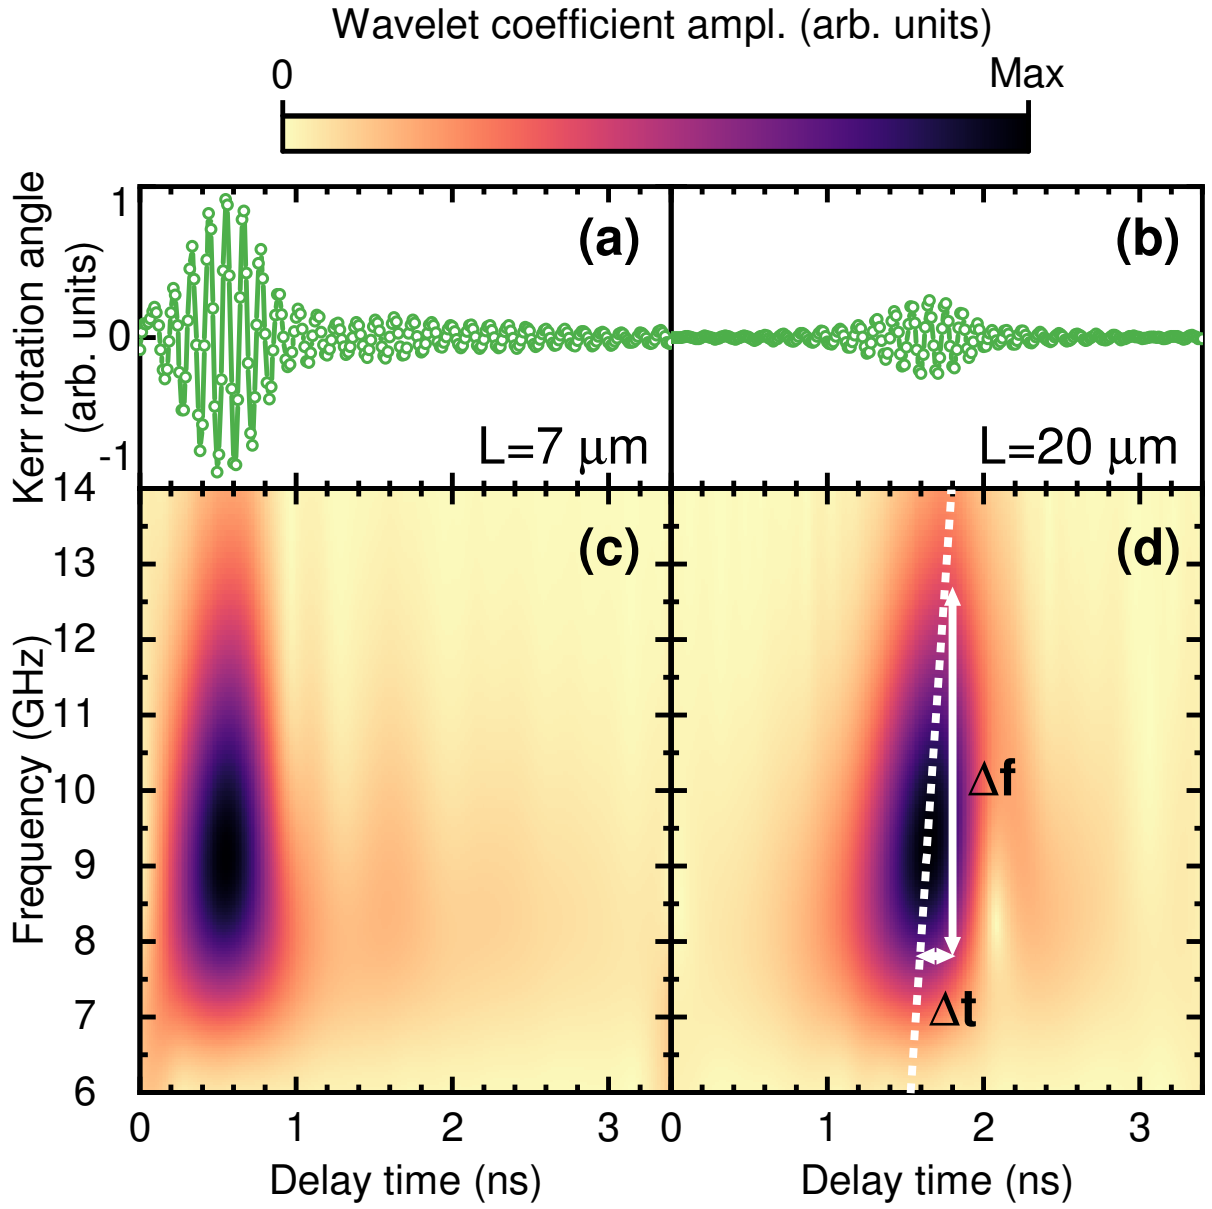 Wavelet coefficient ampl. (arb. units)
0 Max
Kerr rotation angle
(arb. units)
1
0
-1
(a)
L=7 μm
(b)
L=20 μm
Frequency (GHz)
14
13
12
11
10
9
8
7
6
(c)
(d)
Δf
Δt
0 1 2 3
0 1 2 3
Delay time (ns)
Delay time (ns)